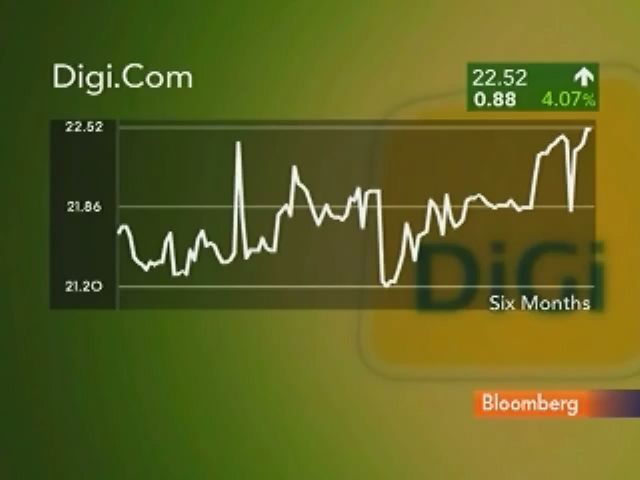 Digi.Com
22.52
0.88 4.07%
22.52
21.86
21.20
DiGi
Six Months
Bloomberg